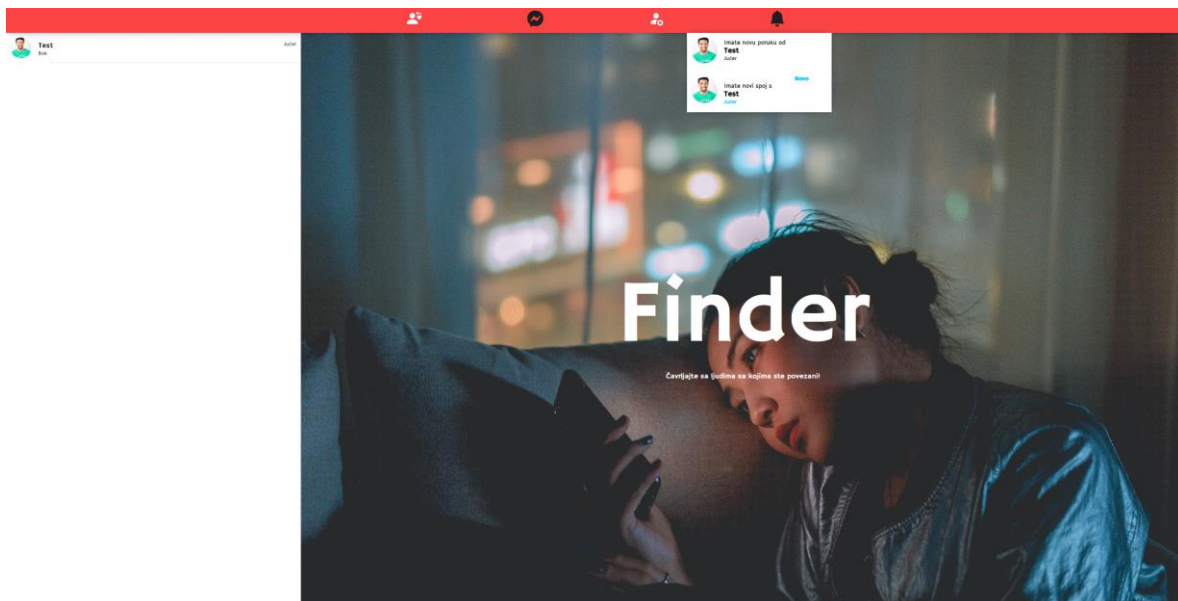 Test
Jučer
Bok
Imate novu poruku od
Test
Jučer
Novo
Imate novi spoj s
Test
Jučer
Finder
Čavrljajte sa ljudima sa kojima ste povezani!